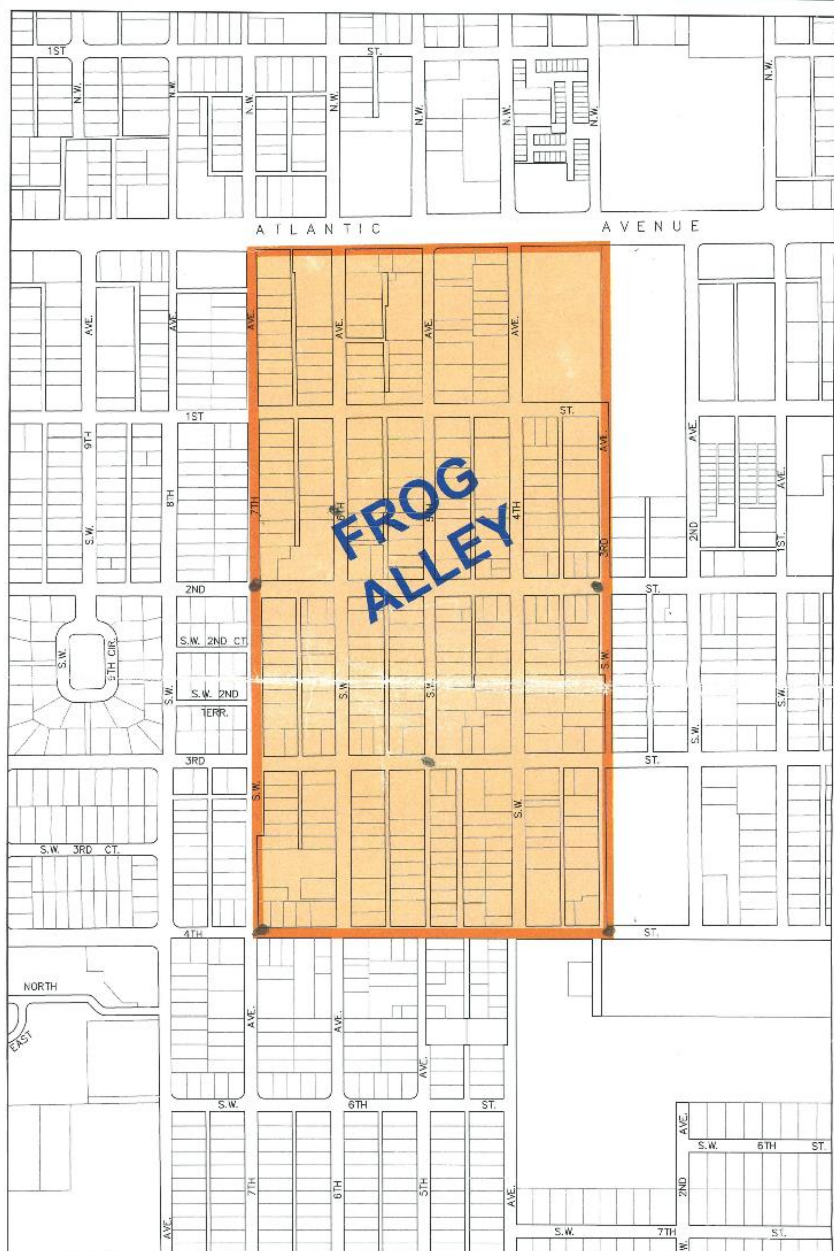 1ST
ST.
N.W.
N.W.
N.W.
N.W.
N.W.
N.W.
N.W.
N.W.
ATLANTIC AVENUE
AVE.
AVE.
AVE.
AVE.
AVE.
AVE.
1ST
ST.
9TH
S.W.
8TH
7TH
6TH
FROG
ALLEY
4TH
3RD
AVE.
2ND
AVE.
1ST.
AVE.
2ND
ST.
S.W. 2ND CT.
S.W. 2ND
TERR.
S.W.
9TH CIR.
S.W.
S.W.
S.W.
S.W.
S.W.
S.W.
3RD
ST.
S.W.
S.W.
S.W. 3RD CT.
4TH
ST.
NORTH
EAST
AVE.
AVE.
AVE.
S.W. 6TH ST.
AVE.
S.W. 6TH ST.
7TH
6TH
5TH
2ND
AVE.
AVE.
S.W. 7TH ST.
W.